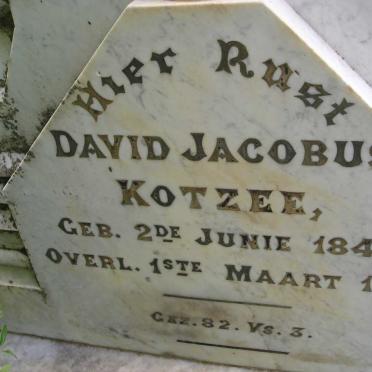 Hier Rust
DAVID JACOBUS
KOTZEE,
GEB. 2DE JUNIE 184
OVERL. 1STE MAART 1
GEZ. 82. VS. 3.